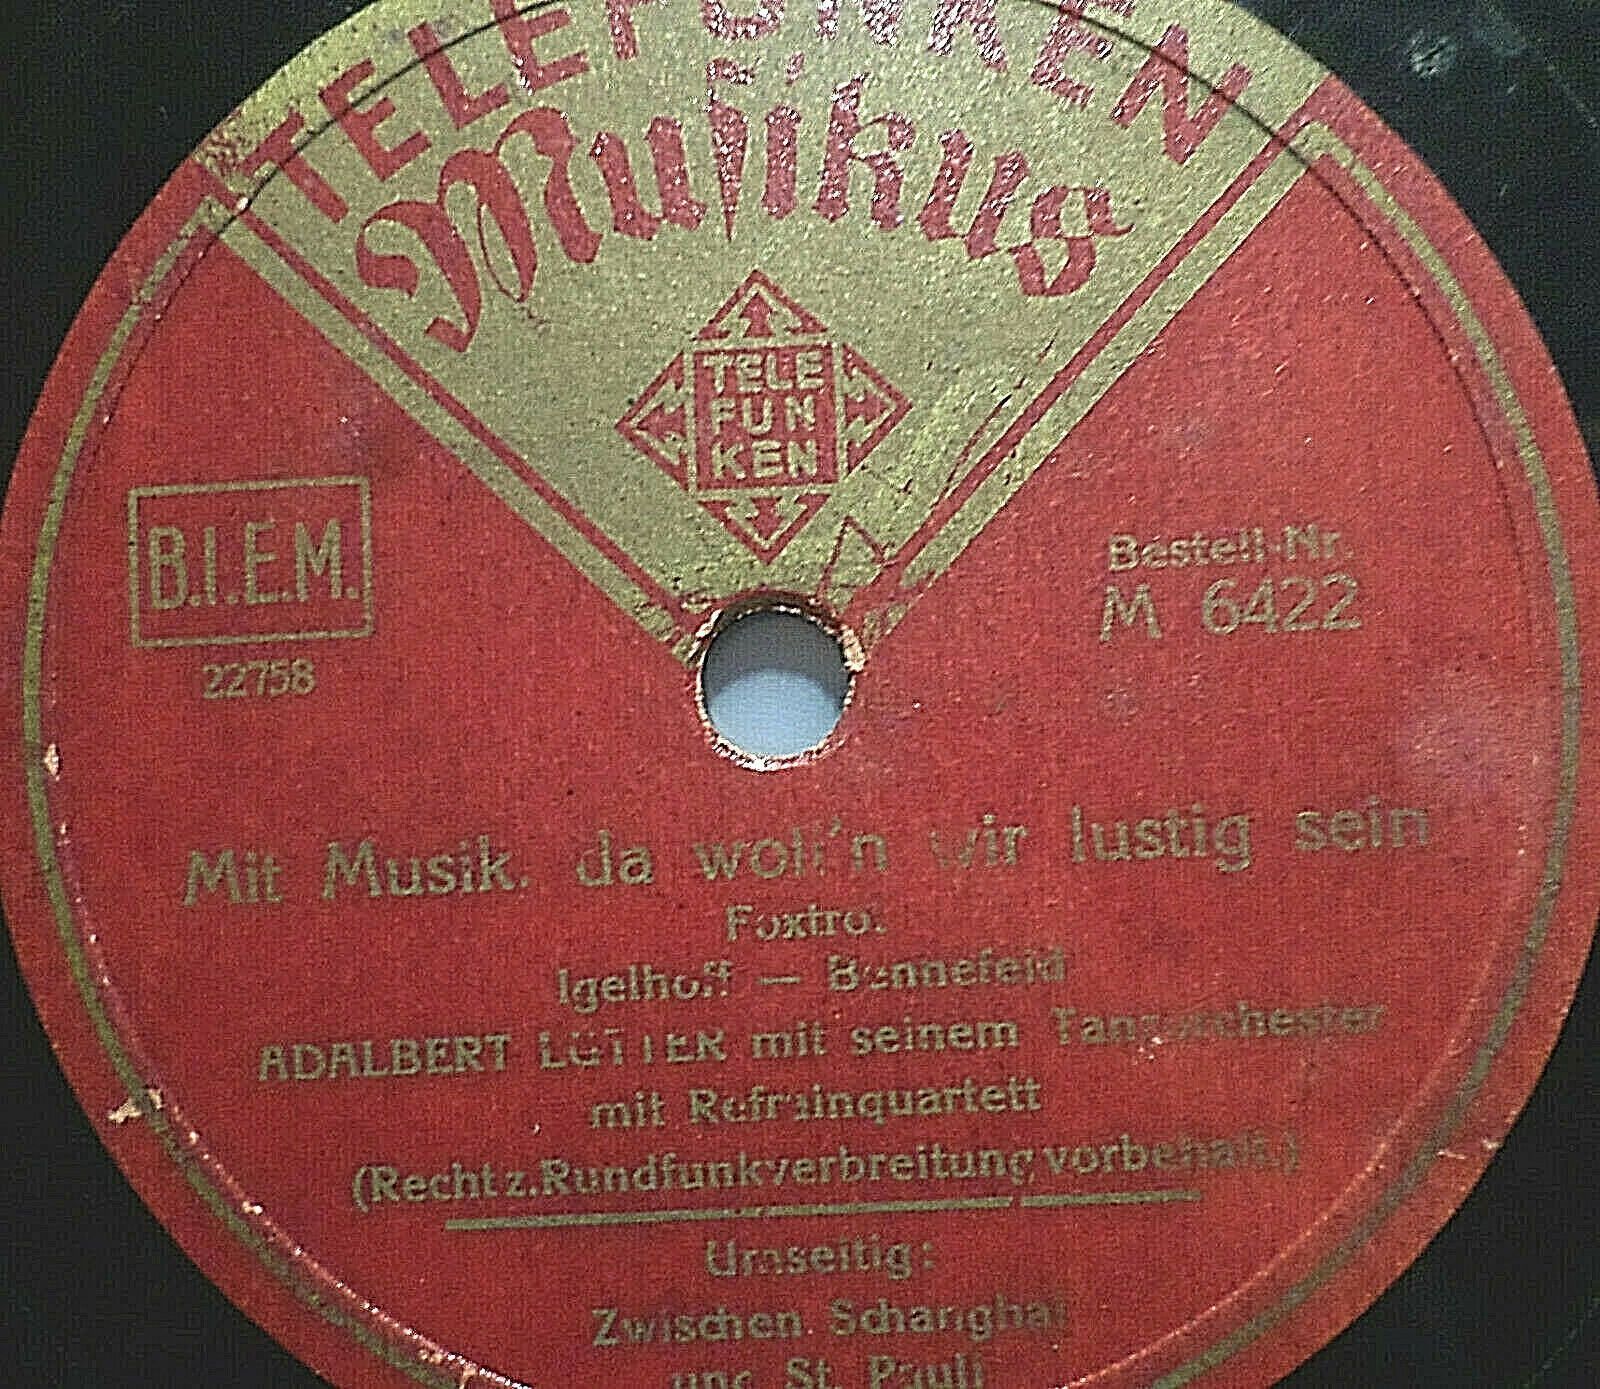 TELEFUNKEN
Musikus
TELE
FUN
KEN
B.I.E.M.
22758
Bestell-Nr.
M 6422
Mit Musik, da woll'n wir lustig sein
Foxtrot
Igelhoff — Bennefeld
ADALBERT LUTTER mit seinem Tanzorchester
mit Refrainquartett
(Recht z. Rundfunkverbreitung vorbehalt.)
Umseitig:
Zwischen Schanghai
und St. Pauli